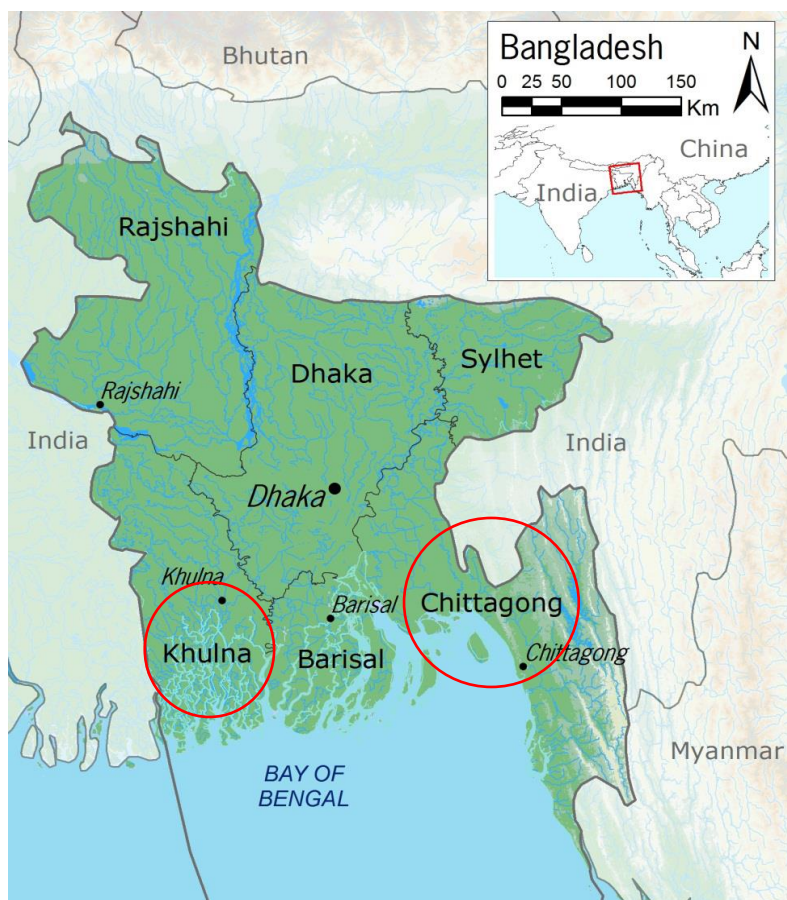 Bhutan
Bangladesh
N
0 25 50 100 150
Km
China
India
Rajshahi
Dhaka
Sylhet
Rajshahi
India
India
Dhaka
Khulna
Chittagong
Barisal
Khulna
Barisal
Chittagong
Myanmar
BAY OF
BENGAL